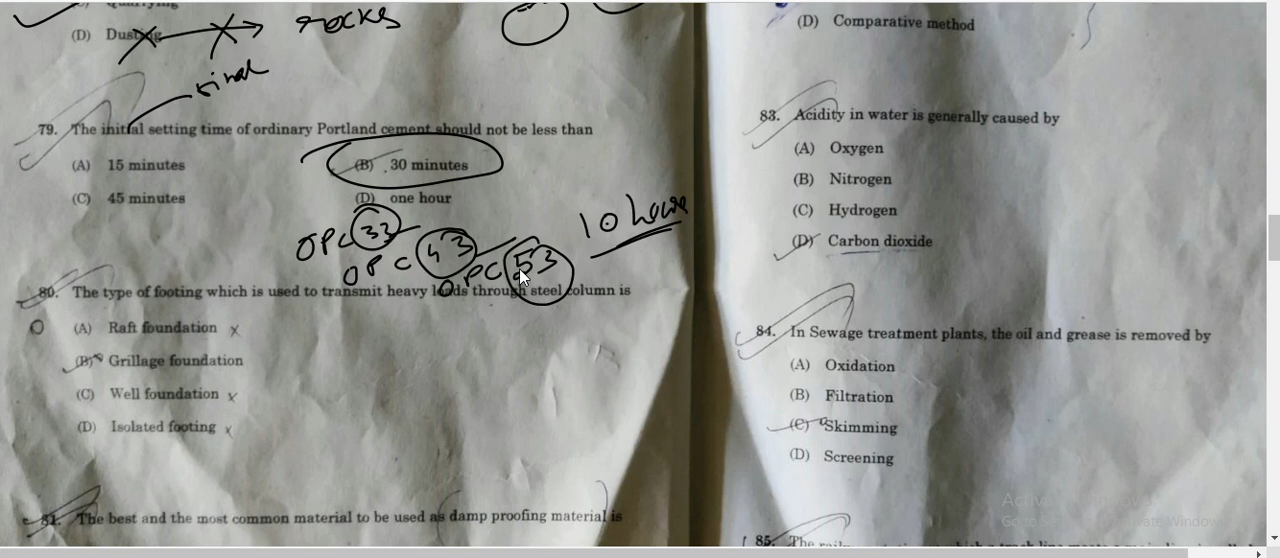 (D) Dusting
rocks
final
79. The initial setting time of ordinary Portland cement should not be less than
(A) 15 minutes
(B) 30 minutes
(C) 45 minutes
(D) one hour
OPC 33
OPC 43
OPC 53
10 hours
80. The type of footing which is used to transmit heavy loads through steel column is
(A) Raft foundation
(B) Grillage foundation
(C) Well foundation
(D) Isolated footing
81. The best and the most common material to be used as damp proofing material is
(D) Comparative method
83. Acidity in water is generally caused by
(A) Oxygen
(B) Nitrogen
(C) Hydrogen
(D) Carbon dioxide
84. In Sewage treatment plants, the oil and grease is removed by
(A) Oxidation
(B) Filtration
(C) Skimming
(D) Screening
85. The